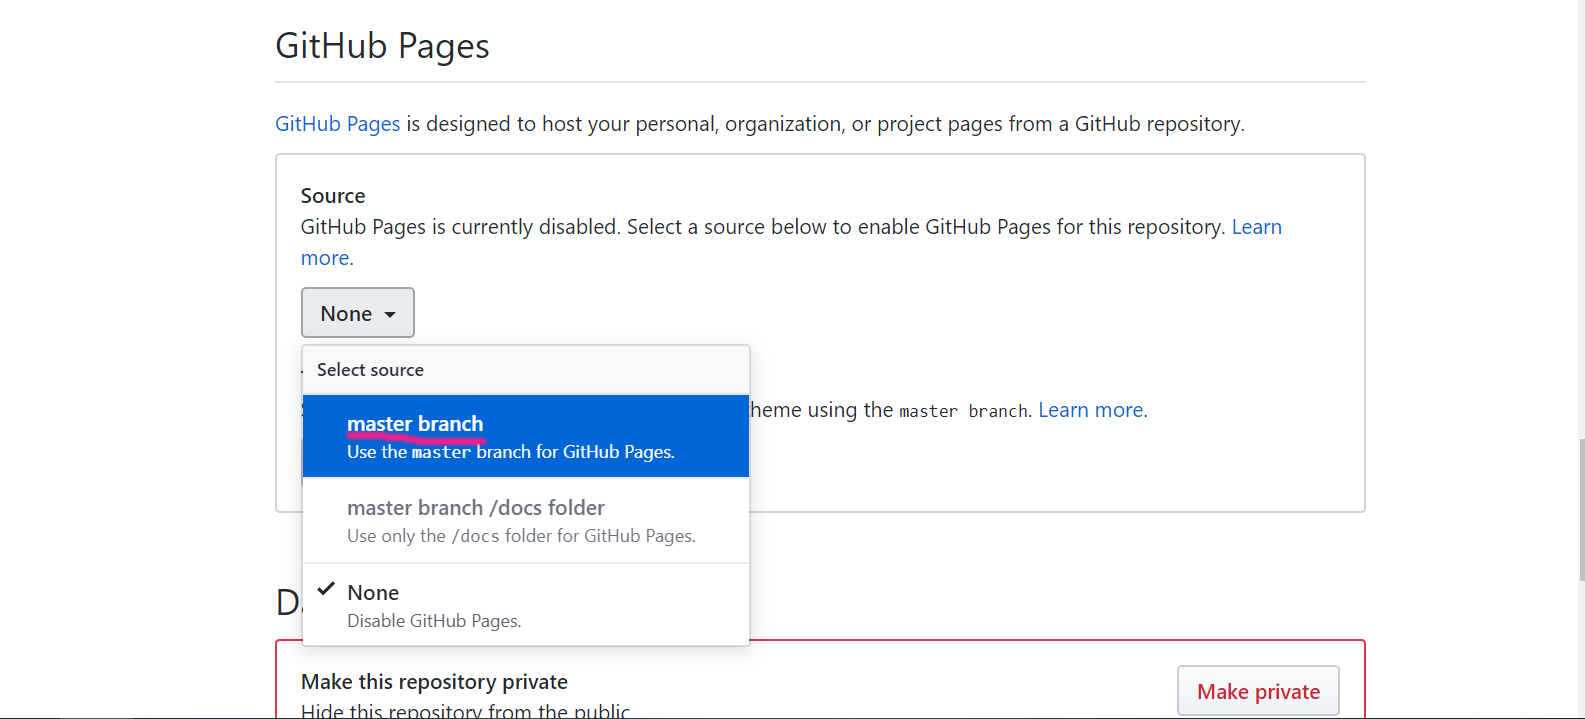 GitHub Pages
GitHub Pages is designed to host your personal, organization, or project pages from a GitHub repository.
Source
GitHub Pages is currently disabled. Select a source below to enable GitHub Pages for this repository. Learn
more.
None
Select source
heme using the master branch. Learn more.
master branch
Use the master branch for GitHub Pages.
master branch /docs folder
Use only the /docs folder for GitHub Pages.
None
Disable GitHub Pages.
Make this repository private
Make private
Hide this repository from the public